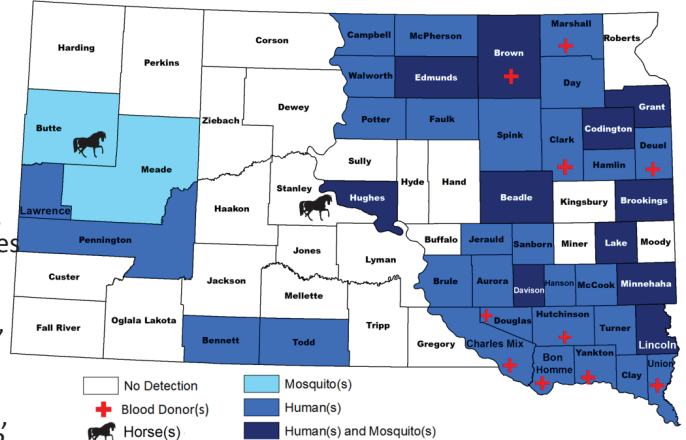 Harding
Perkins
Corson
Campbell
McPherson
Brown
Marshall
Roberts
Walworth
Edmunds
Day
Butte
Ziebach
Dewey
Potter
Faulk
Spink
Clark
Codington
Grant
Meade
Sully
Hyde
Hand
Hamlin
Deuel
Lawrence
Haakon
Stanley
Hughes
Beadle
Kingsbury
Brookings
es
Pennington
Jones
Lyman
Buffalo
Jerauld
Sanborn
Miner
Lake
Moody
Custer
Jackson
Mellette
Brule
Aurora
Davison
Hanson
McCook
Minnehaha
,
Fall River
Oglala Lakota
Bennett
Todd
Tripp
Gregory
Charles Mix
Douglas
Hutchinson
Turner
Lincoln
Bon
Homme
Yankton
Clay
Union
No Detection
Mosquito(s)
Blood Donor(s)
Human(s)
Horse(s)
Human(s) and Mosquito(s)